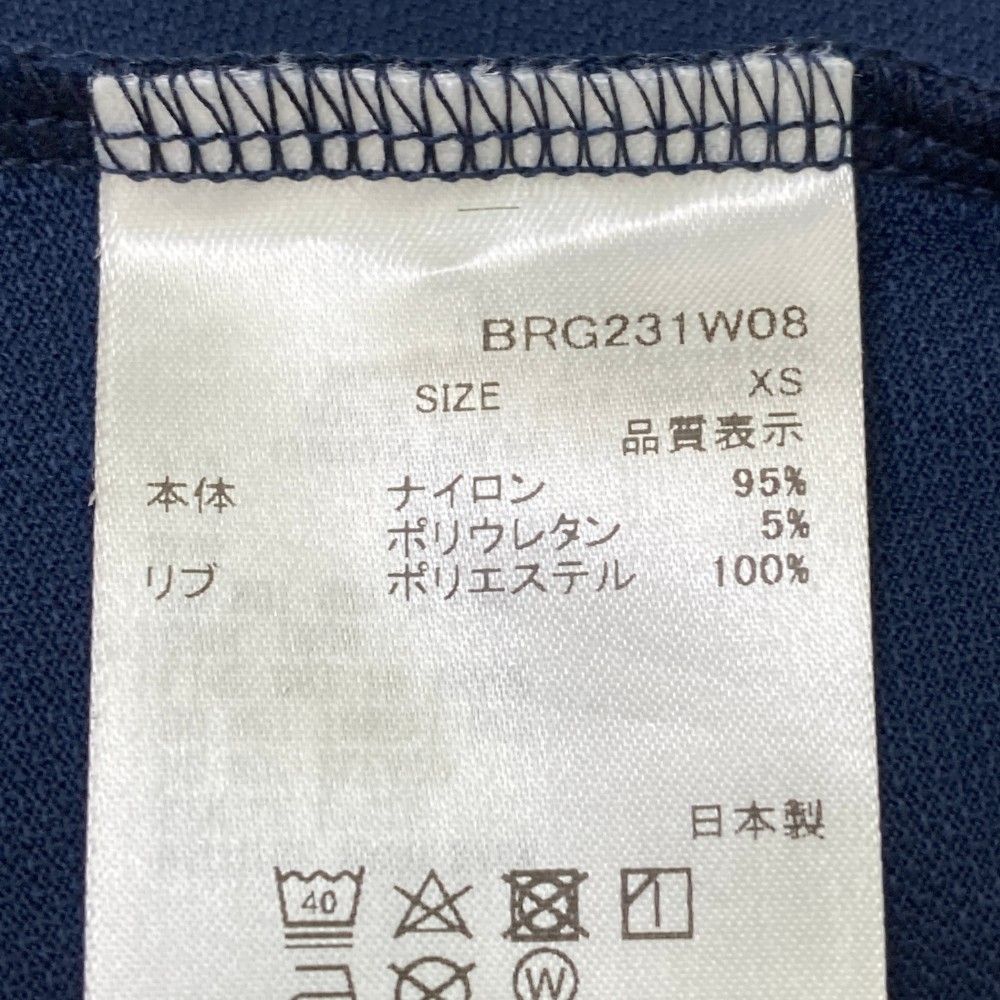 BRG231W08
SIZE XS
品質表示
本体 ナイロン 95%
ポリウレタン 5%
リブ ポリエステル 100%
日本製
40
W